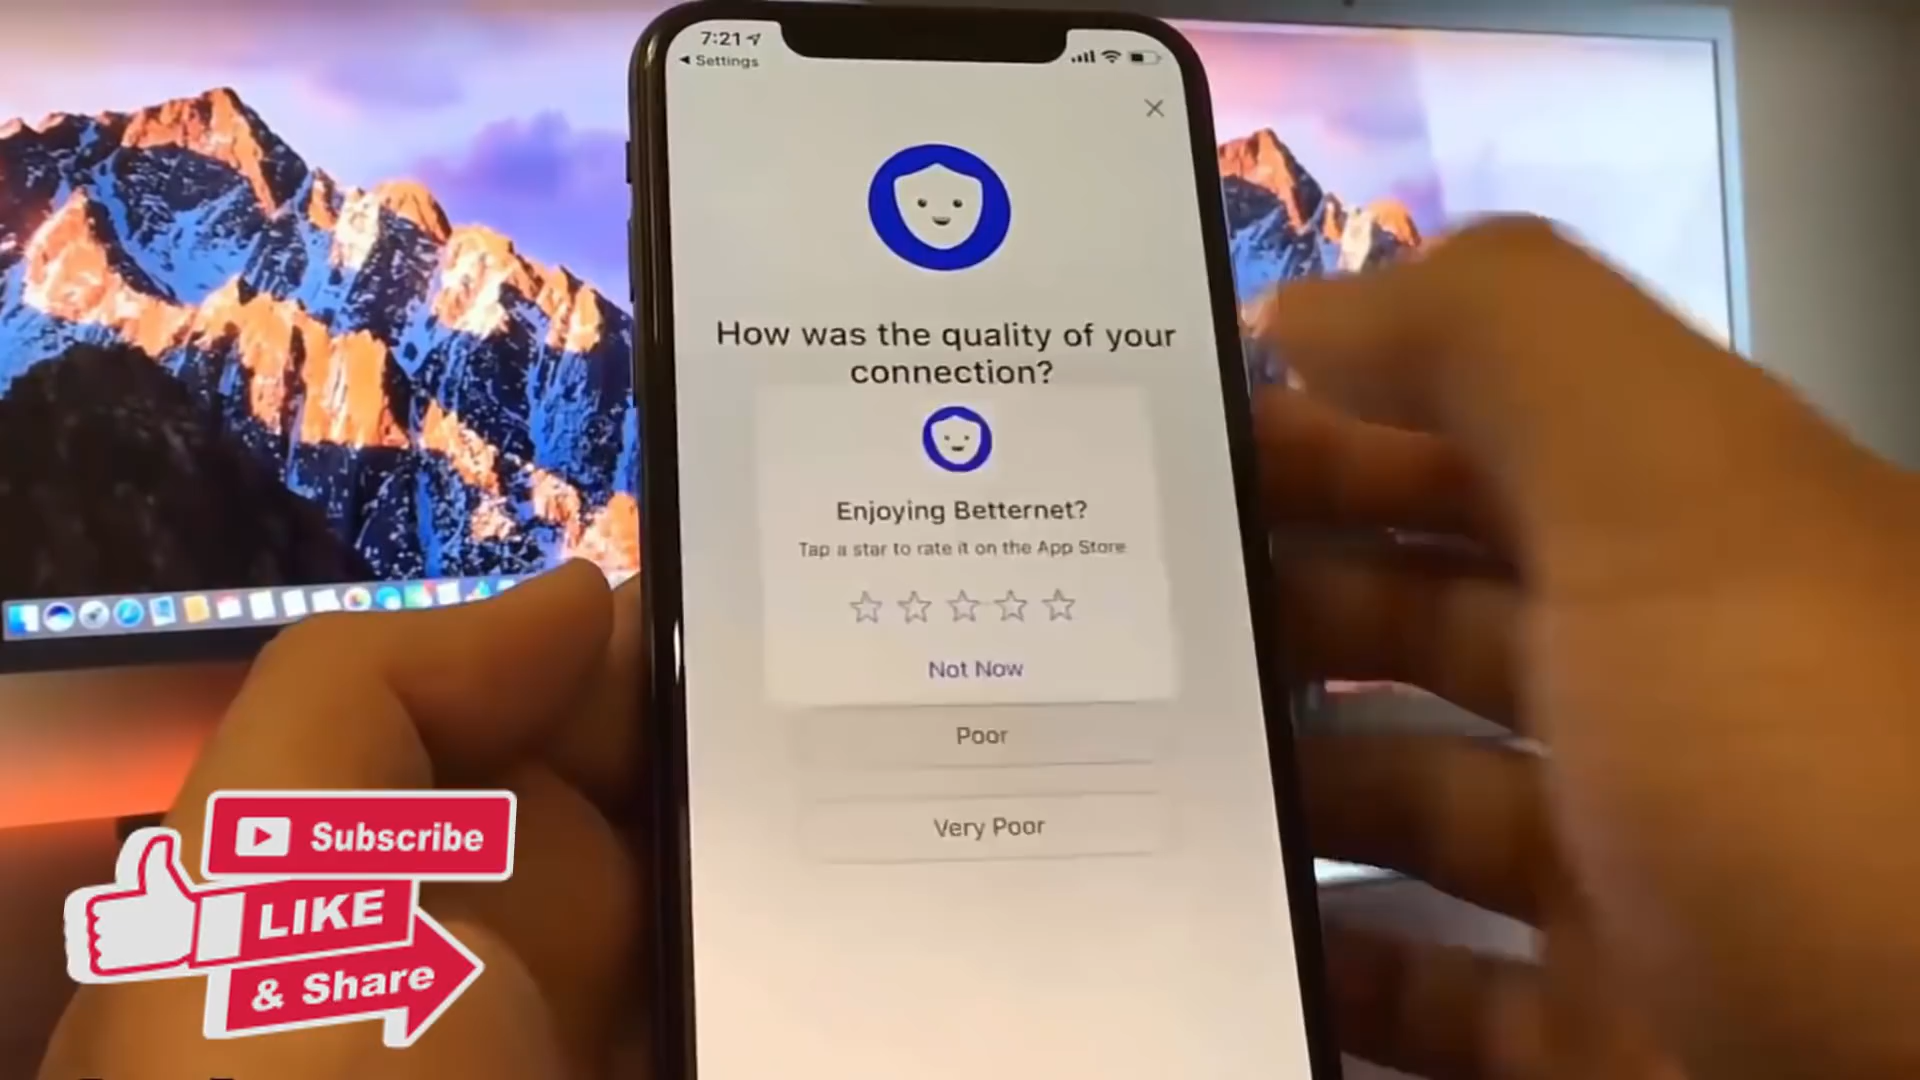 7:21
Settings
How was the quality of your
connection?
Enjoying Betternet?
Tap a star to rate it on the App Store
Not Now
Poor
Very Poor
Subscribe
LIKE
& Share